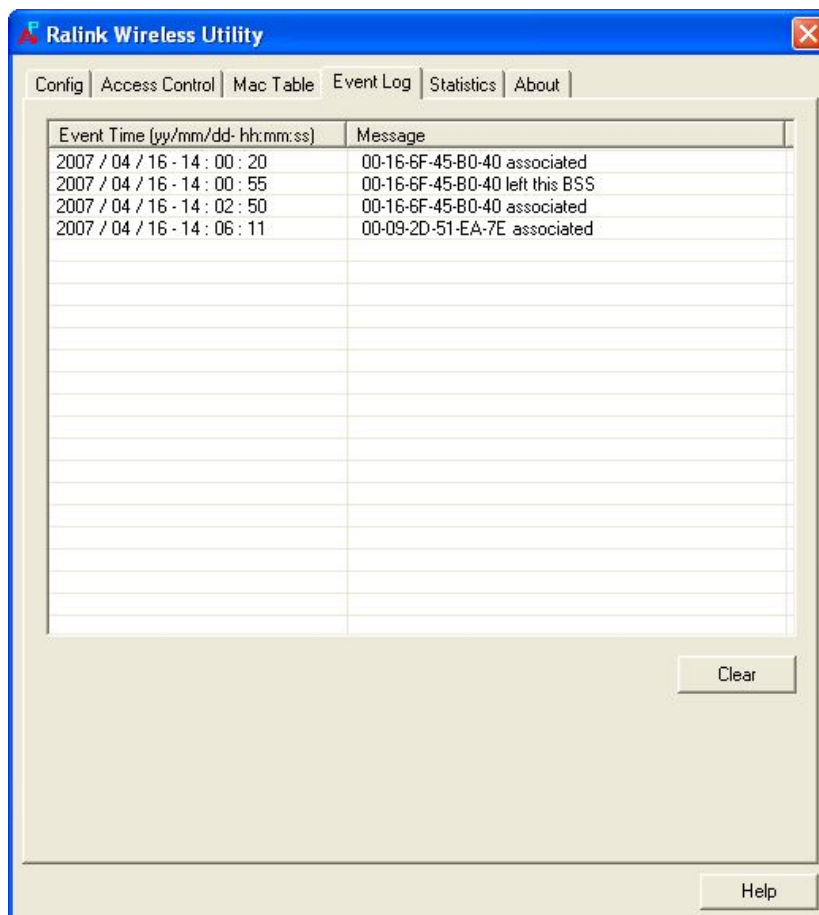 Ralink Wireless Utility
Config Access Control Mac Table Event Log Statistics About
Event Time (yy/mm/dd- hh:mm:ss) Message
2007 / 04 / 16 - 14 : 00 : 20 00-16-6F-45-B0-40 associated
2007 / 04 / 16 - 14 : 00 : 55 00-16-6F-45-B0-40 left this BSS
2007 / 04 / 16 - 14 : 02 : 50 00-16-6F-45-B0-40 associated
2007 / 04 / 16 - 14 : 06 : 11 00-09-2D-51-EA-7E associated
Clear
Help